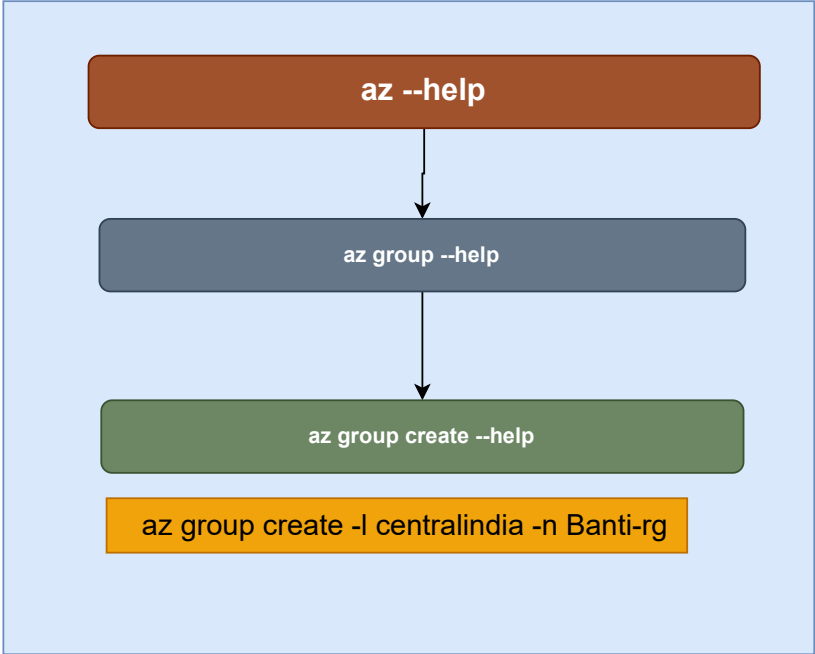 az --help
az group --help
az group create --help
az group create -l centralindia -n Banti-rg